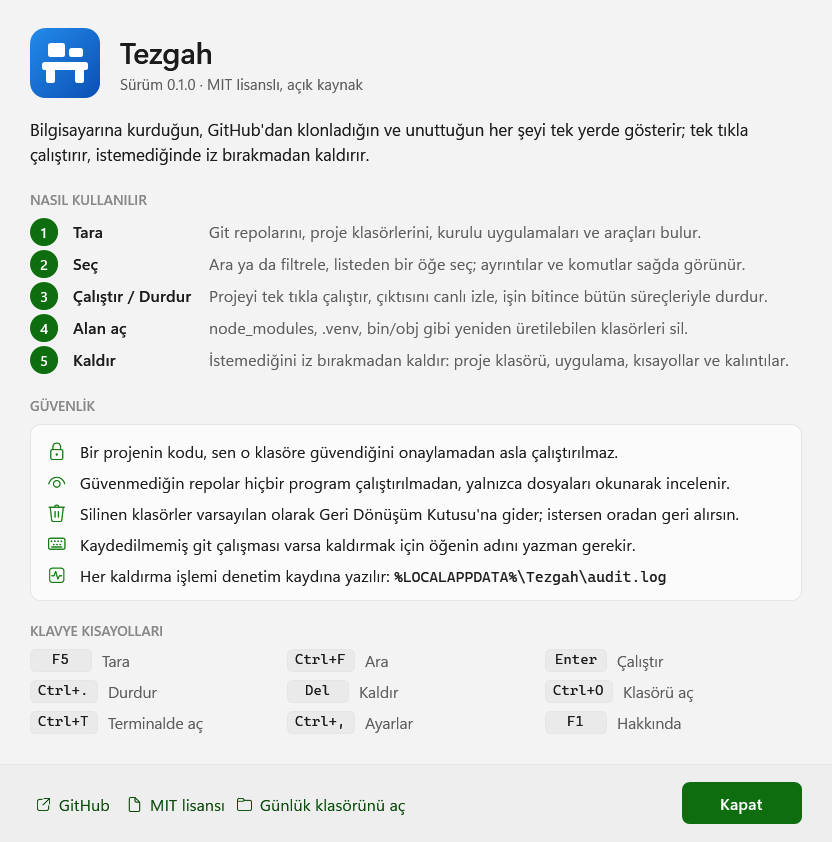 Tezgah
Sürüm 0.1.0 · MIT lisanslı, açık kaynak
Bilgisayarına kurduğun, GitHub'dan klonladığın ve unuttuğun her şeyi tek yerde gösterir; tek tıkla
çalıştırır, istemediğinde iz bırakmadan kaldırır.
NASIL KULLANILIR
1 Tara Git repolarını, proje klasörlerini, kurulu uygulamaları ve araçları bulur.
2 Seç Ara ya da filtrele, listeden bir öğe seç; ayrıntılar ve komutlar sağda görünür.
3 Çalıştır / Durdur Projeyi tek tıkla çalıştır, çıktısını canlı izle, işin bitince bütün süreçleriyle durdur.
4 Alan aç node_modules, .venv, bin/obj gibi yeniden üretilebilen klasörleri sil.
5 Kaldır İstemediğini iz bırakmadan kaldır: proje klasörü, uygulama, kısayollar ve kalıntılar.
GÜVENLİK
Bir projenin kodu, sen o klasöre güvendiğini onaylamadan asla çalıştırılmaz.
Güvenmediğin repolar hiçbir program çalıştırılmadan, yalnızca dosyaları okunarak incelenir.
Silinen klasörler varsayılan olarak Geri Dönüşüm Kutusu'na gider; istersen oradan geri alırsın.
Kaydedilmemiş git çalışması varsa kaldırmak için öğenin adını yazman gerekir.
Her kaldırma işlemi denetim kaydına yazılır: %LOCALAPPDATA%\Tezgah\audit.log
KLAVYE KISAYOLLARI
F5 Tara Ctrl+F Ara Enter Çalıştır
Ctrl+. Durdur Del Kaldır Ctrl+O Klasörü aç
Ctrl+T Terminalde aç Ctrl+, Ayarlar F1 Hakkında
GitHub MIT lisansı Günlük klasörünü aç Kapat